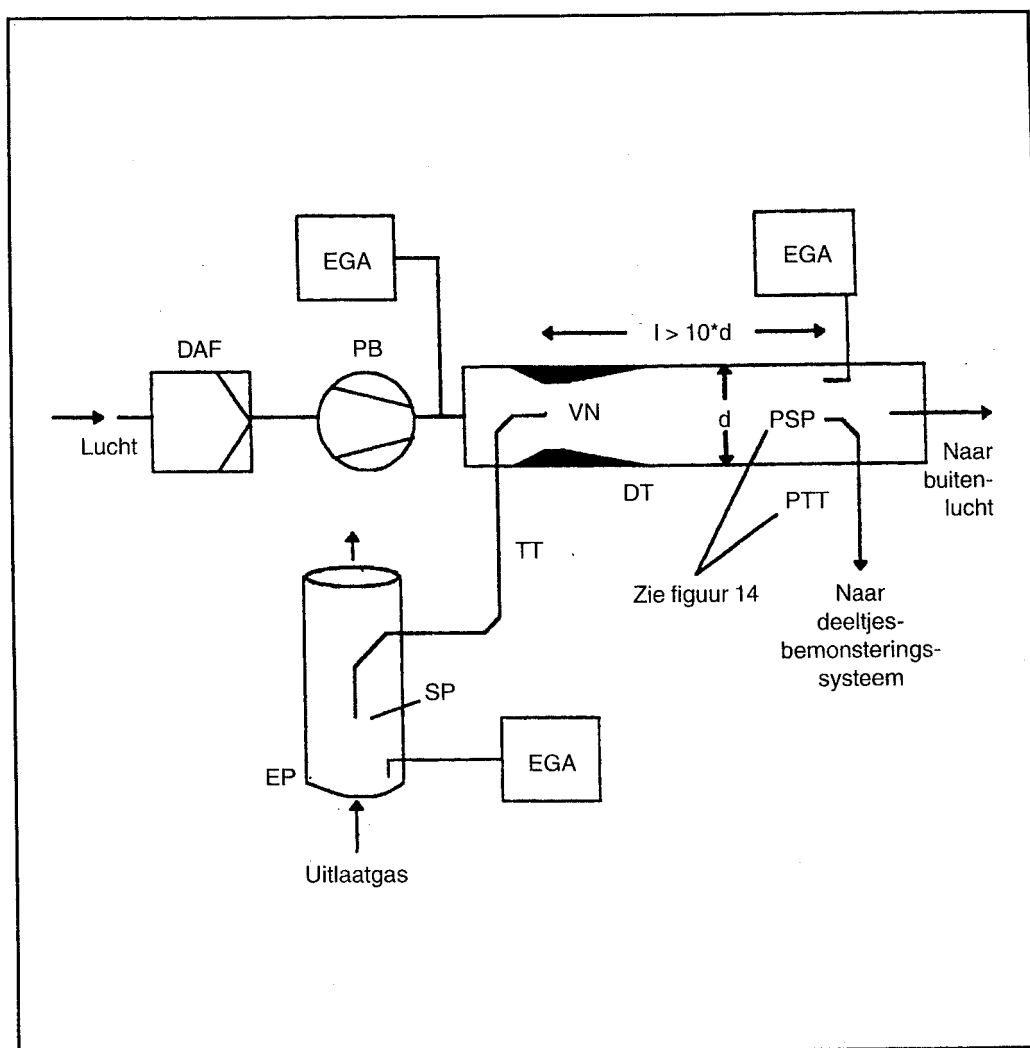 EGA
EGA
l > 10*d
DAF
PB
VN
d
PSP
Lucht
Naar
buiten-
lucht
DT
PTT
TT
Zie figuur 14
Naar
deeltjes-
bemonsterings-
systeem
SP
EGA
EP
Uitlaatgas